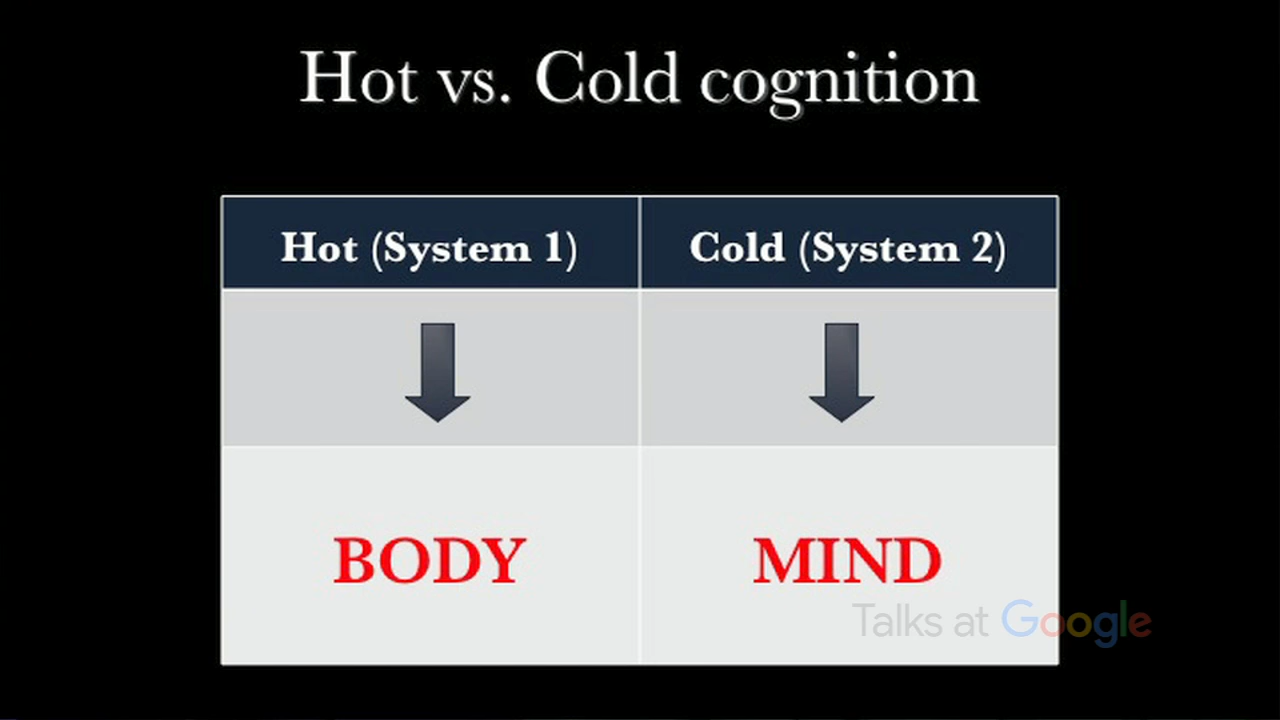 Hot vs. Cold cognition
Hot (System 1)
Cold (System 2)
BODY
MIND
Talks at Google